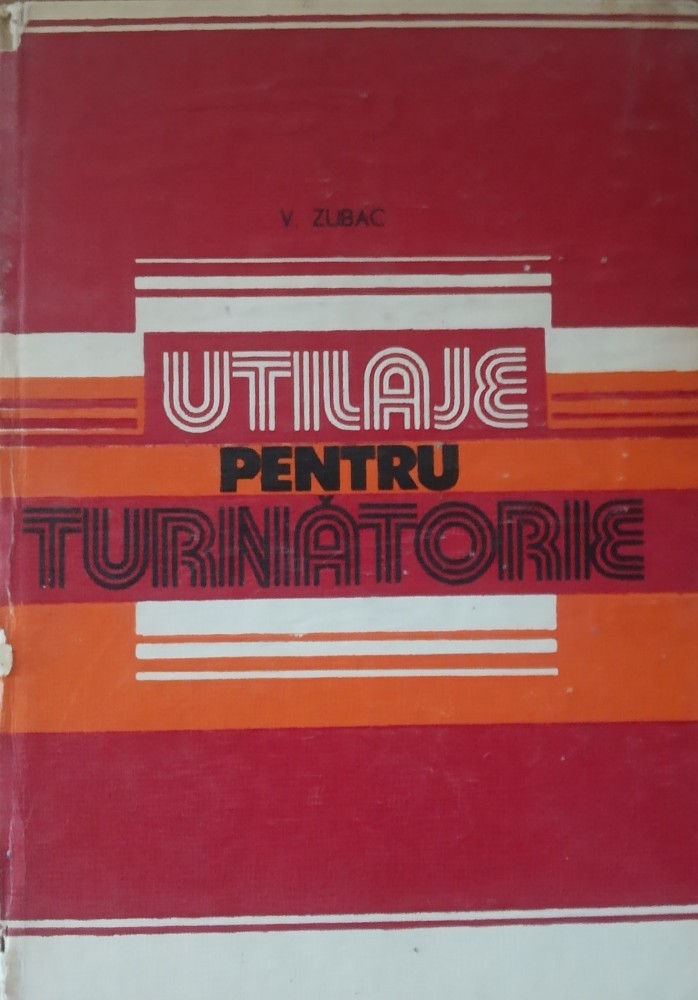 V. ZUBAC
UTILAJE
PENTRU
TURNĂTORIE